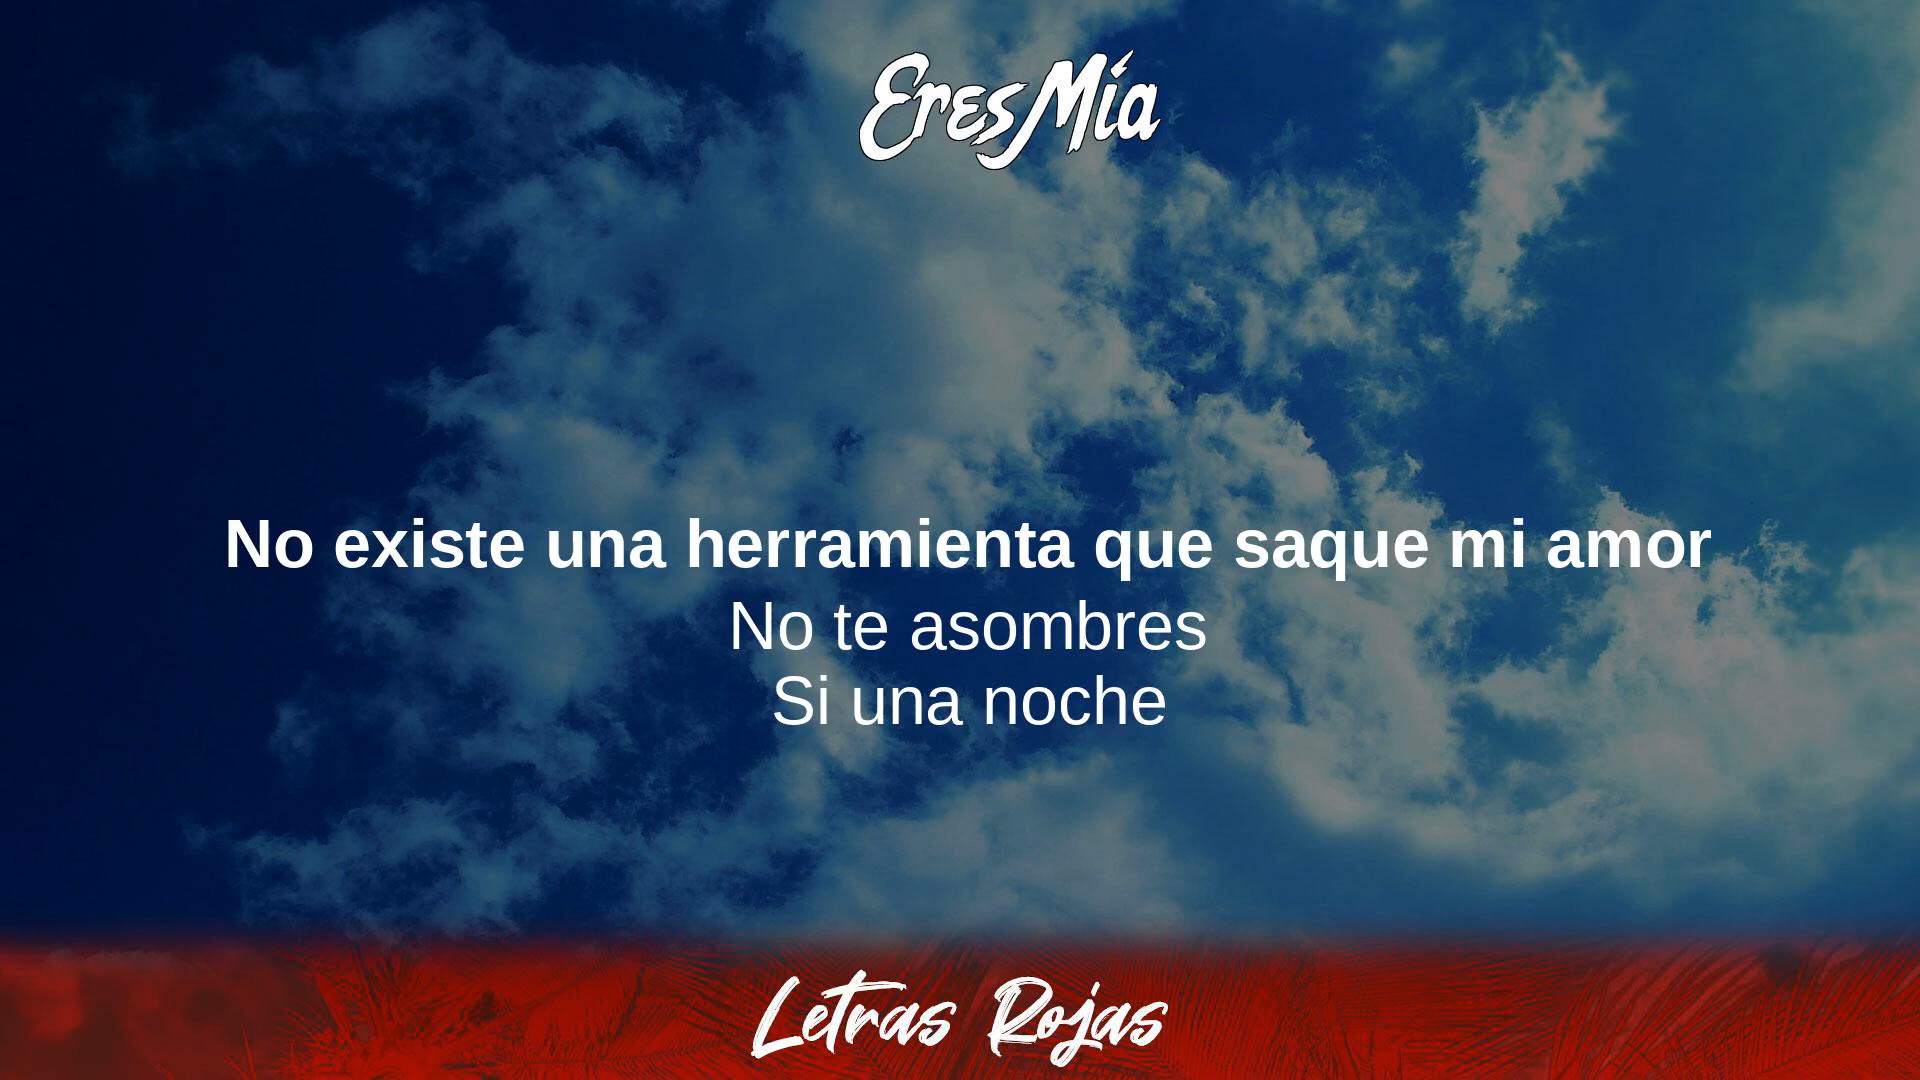 Eres Mía
No existe una herramienta que saque mi amor
No te asombres
Si una noche
Letras Rojas